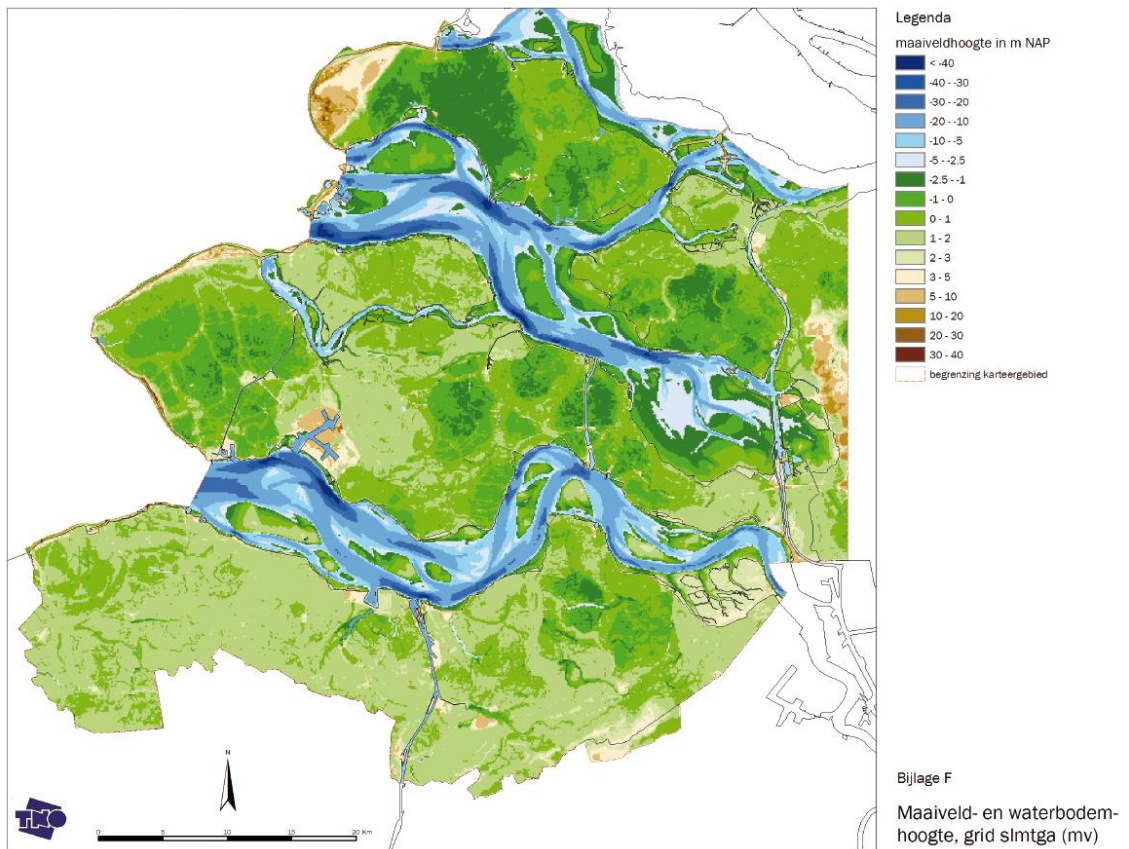 Legenda
maaiveldhoogte in m NAP
< -40
-40 - -30
-30 - -20
-20 - -10
-10 - -5
-5 - -2.5
-2.5 - -1
-1 - 0
0 - 1
1 - 2
2 - 3
3 - 5
5 - 10
10 - 20
20 - 30
30 - 40
begrenzing karteergebied
N
TNO
0 5 10 15 20 Km
Bijlage F
Maaiveld- en waterbodem-
hoogte, grid slmtga (mv)